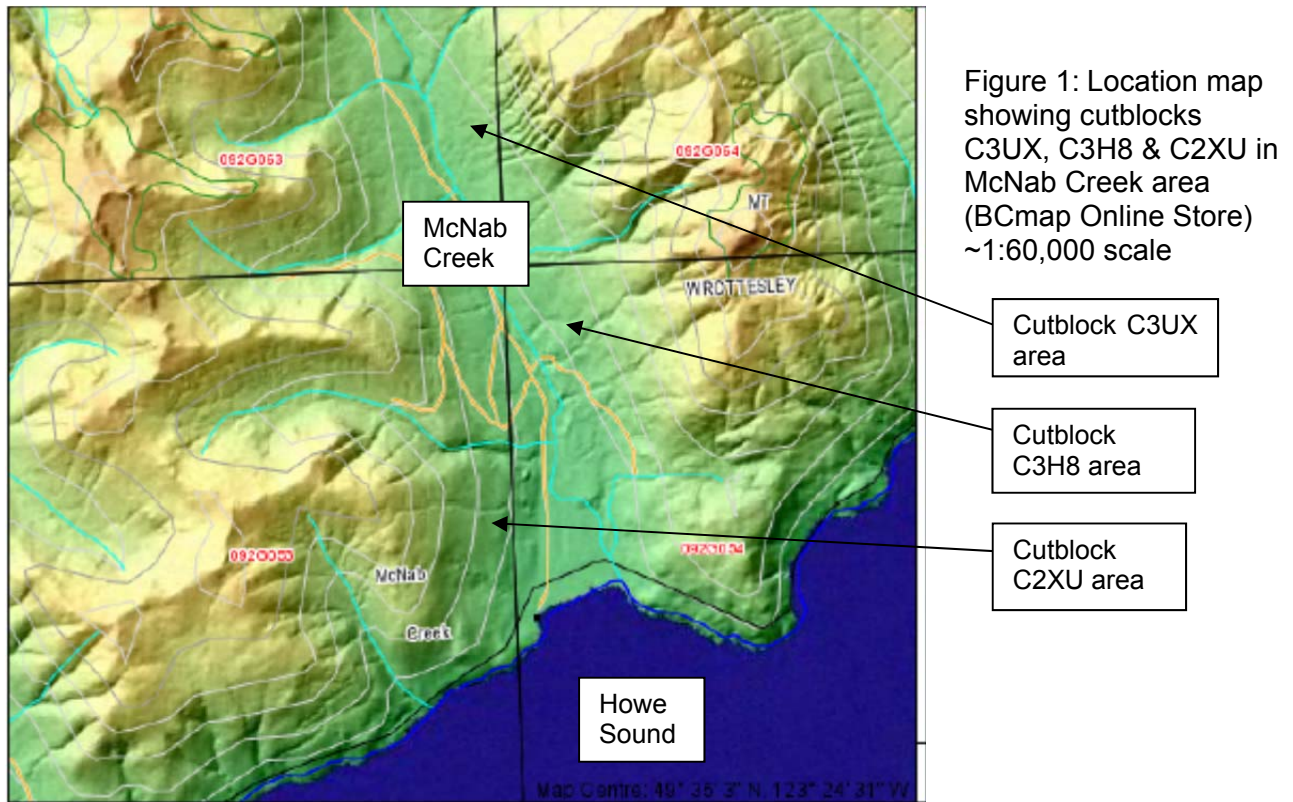 092G063
092G064
MT
McNab
Creek
WROTTESLEY
McNab
Creek
Howe
Sound
Map Centre: 49° 35' 3" N, 123° 24' 31" W
Figure 1: Location map
showing cutblocks
C3UX, C3H8 & C2XU in
McNab Creek area
(BCmap Online Store)
~1:60,000 scale
Cutblock C3UX
area
Cutblock
C3H8 area
Cutblock
C2XU area